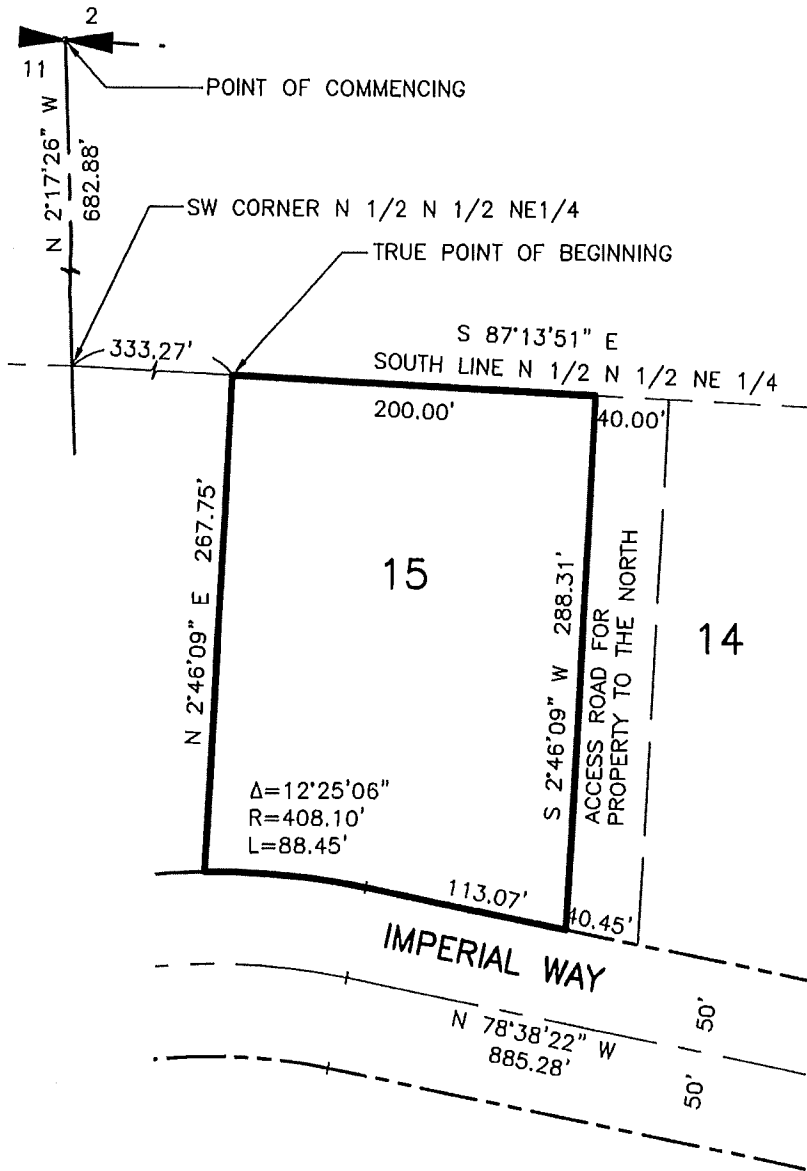 2
11
POINT OF COMMENCING
N 2°17'26" W
682.88'
SW CORNER N 1/2 N 1/2 NE1/4
TRUE POINT OF BEGINNING
333.27'
S 87°13'51" E
SOUTH LINE N 1/2 N 1/2 NE 1/4
200.00'
40.00'
N 2°46'09" E 267.75'
15
S 2°46'09" W 288.31'
ACCESS ROAD FOR
PROPERTY TO THE NORTH
14
Δ=12°25'06"
R=408.10'
L=88.45'
113.07'
40.45'
IMPERIAL WAY
N 78°38'22" W
885.28'
50'
50'